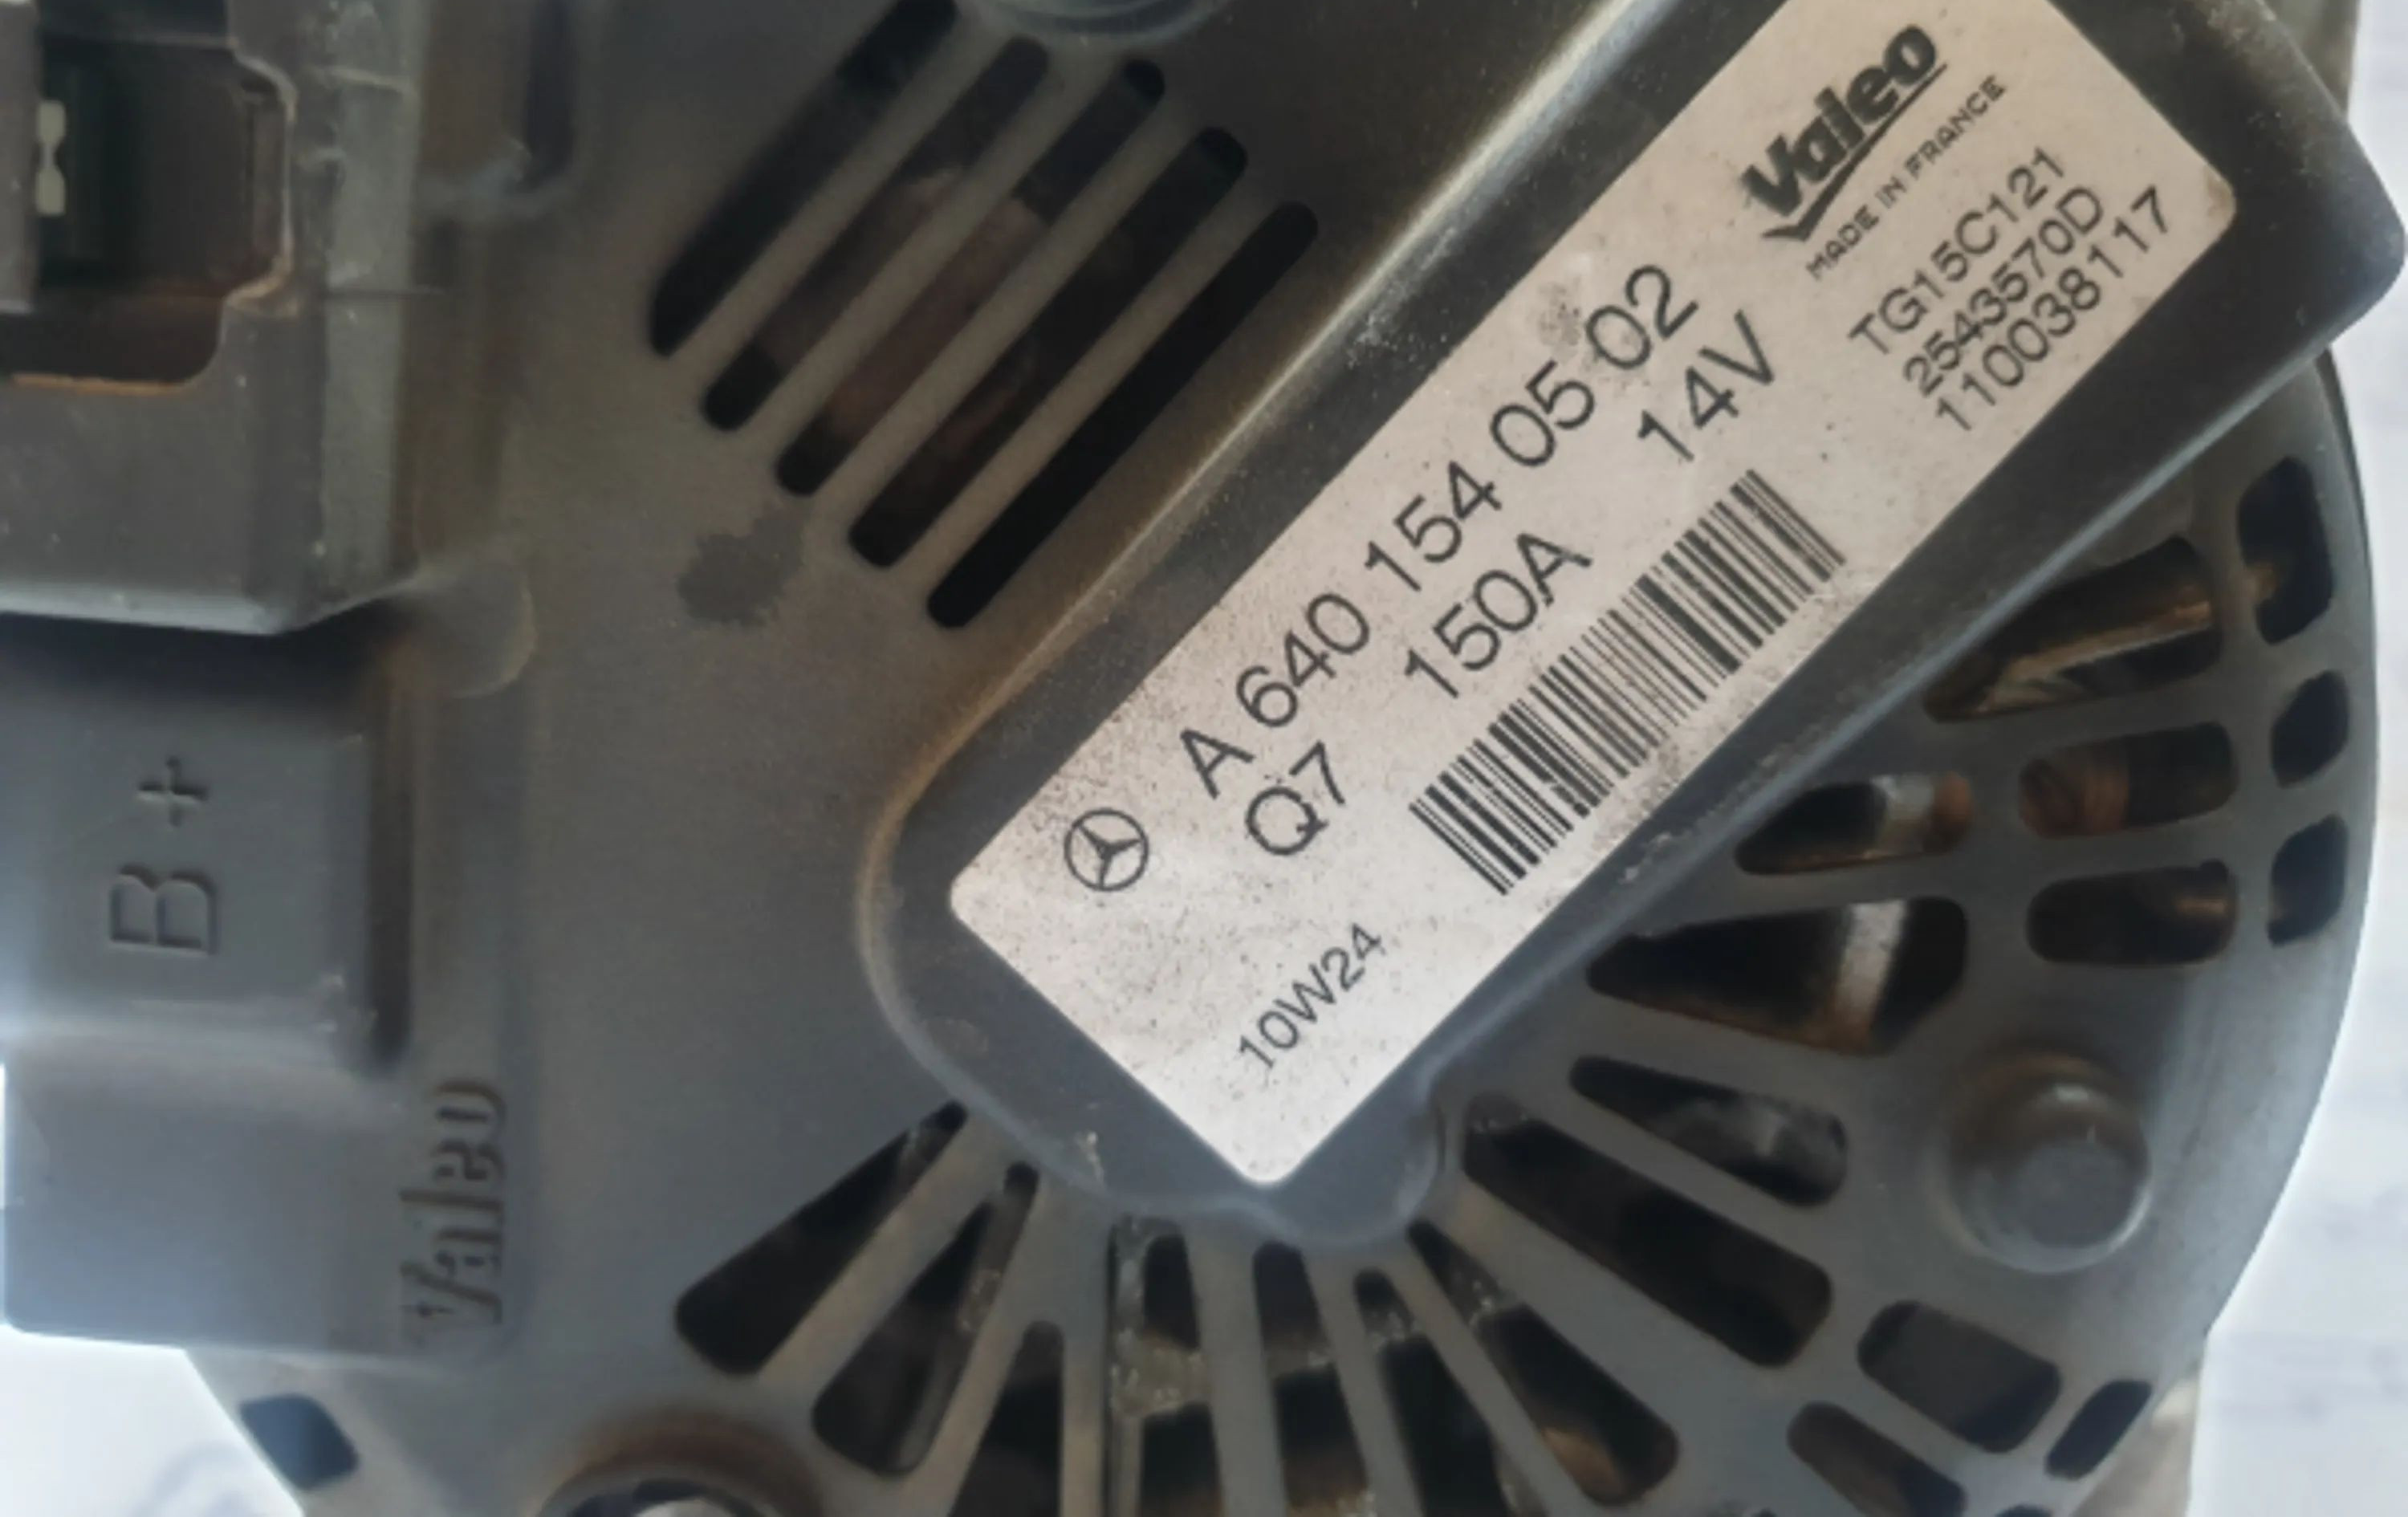 Valeo
MADE IN FRANCE
TG15C121
2543570D
110038117
A 640 154 05 02
Q7 150A 14V
10W24
B+
Valeo